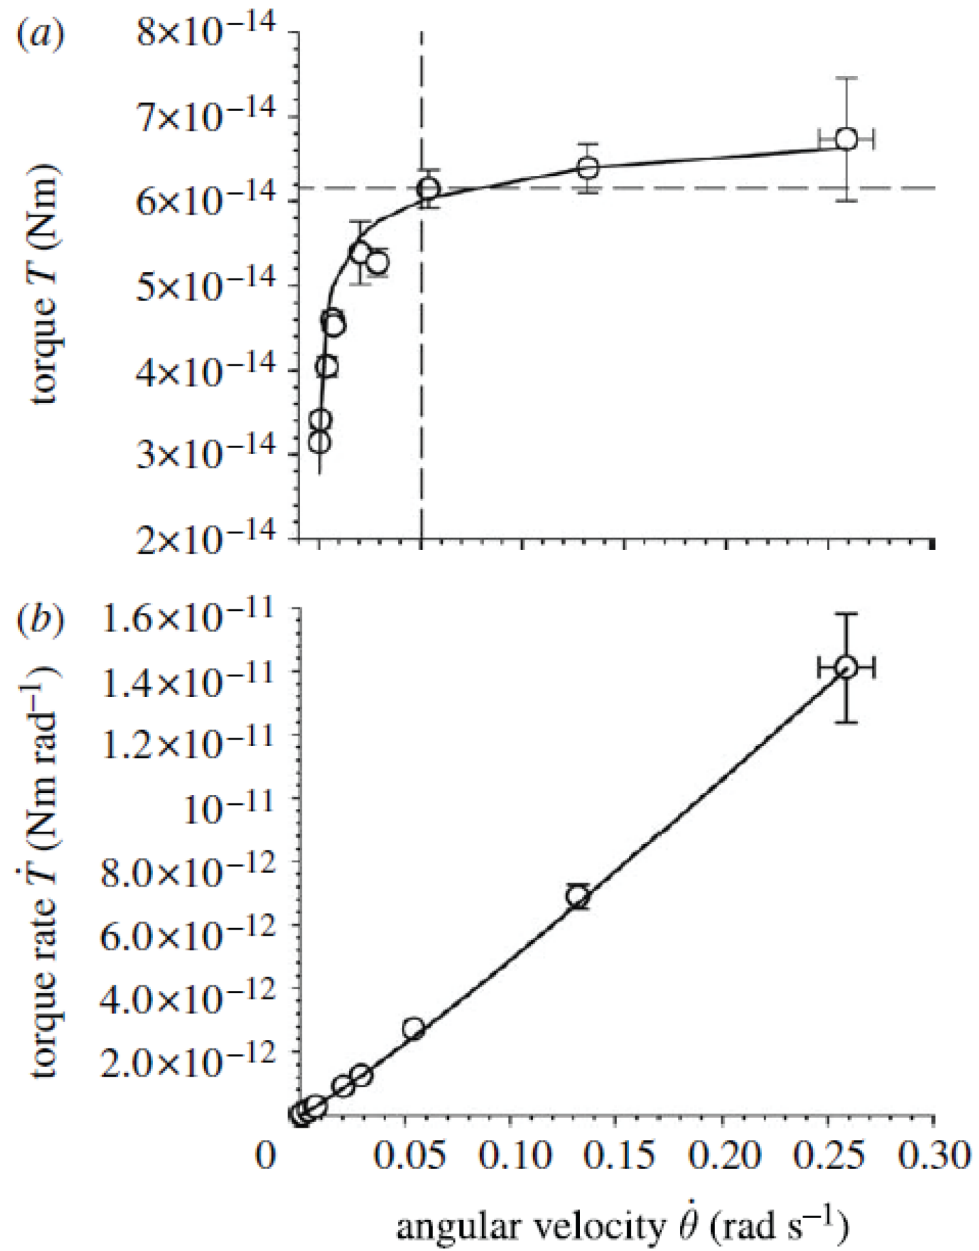 (a)
8×10⁻¹⁴
7×10⁻¹⁴
6×10⁻¹⁴
5×10⁻¹⁴
4×10⁻¹⁴
3×10⁻¹⁴
2×10⁻¹⁴
torque T (Nm)
(b)
1.6×10⁻¹¹
1.4×10⁻¹¹
1.2×10⁻¹¹
10⁻¹¹
8.0×10⁻¹²
6.0×10⁻¹²
4.0×10⁻¹²
2.0×10⁻¹²
torque rate Ṫ (Nm rad⁻¹)
0 0.05 0.10 0.15 0.20 0.25 0.30
angular velocity θ̇ (rad s⁻¹)